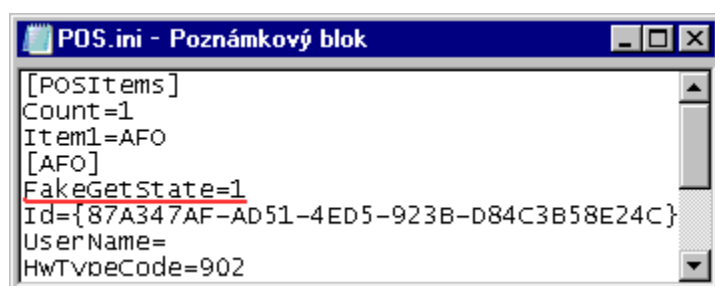 POS.ini - Poznámkový blok
[POSItems]
Count=1
Item1=AFO
[AFO]
FakeGetState=1
Id={87A347AF-AD51-4ED5-923B-D84C3B58E24C}
UserName=
HwTypeCode=902